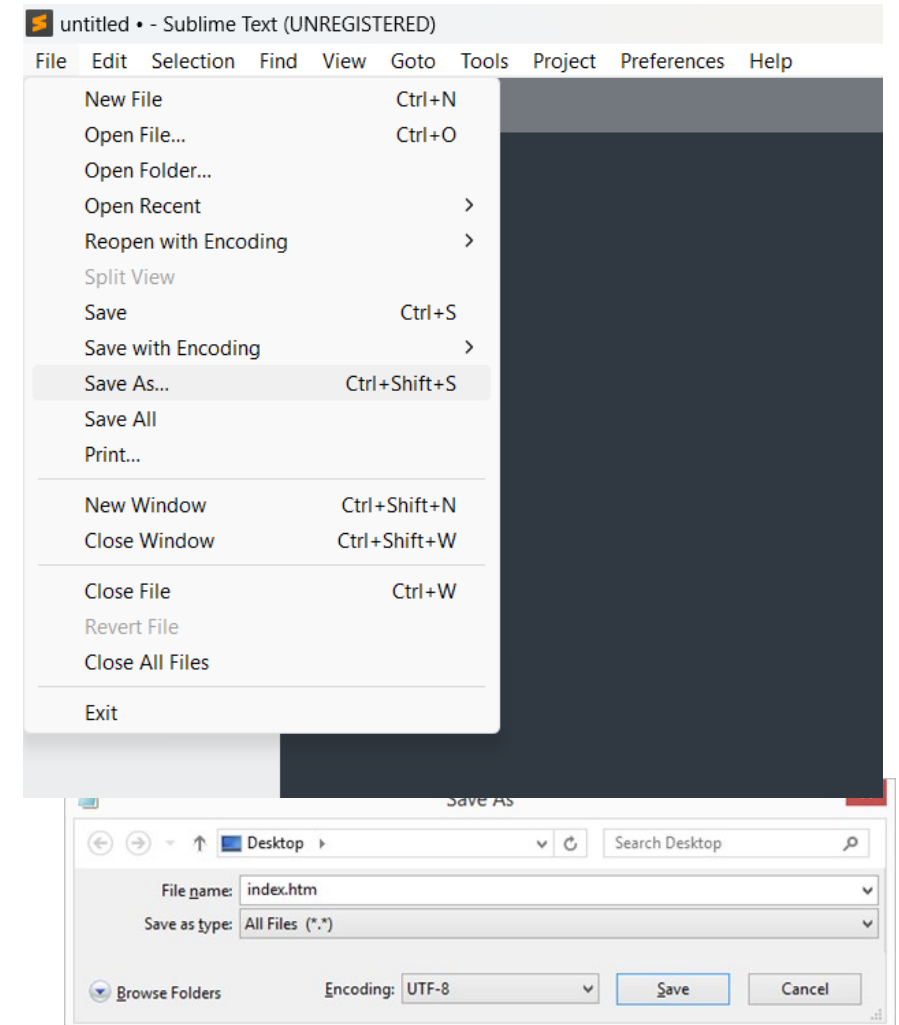 untitled • - Sublime Text (UNREGISTERED)
File Edit Selection Find View Goto Tools Project Preferences Help
New File Ctrl+N
Open File... Ctrl+O
Open Folder...
Open Recent >
Reopen with Encoding >
Split View
Save Ctrl+S
Save with Encoding >
Save As... Ctrl+Shift+S
Save All
Print...
New Window Ctrl+Shift+N
Close Window Ctrl+Shift+W
Close File Ctrl+W
Revert File
Close All Files
Exit
Save As
Desktop Search Desktop
File name: index.htm
Save as type: All Files (*.*)
Browse Folders Encoding: UTF-8 Save Cancel